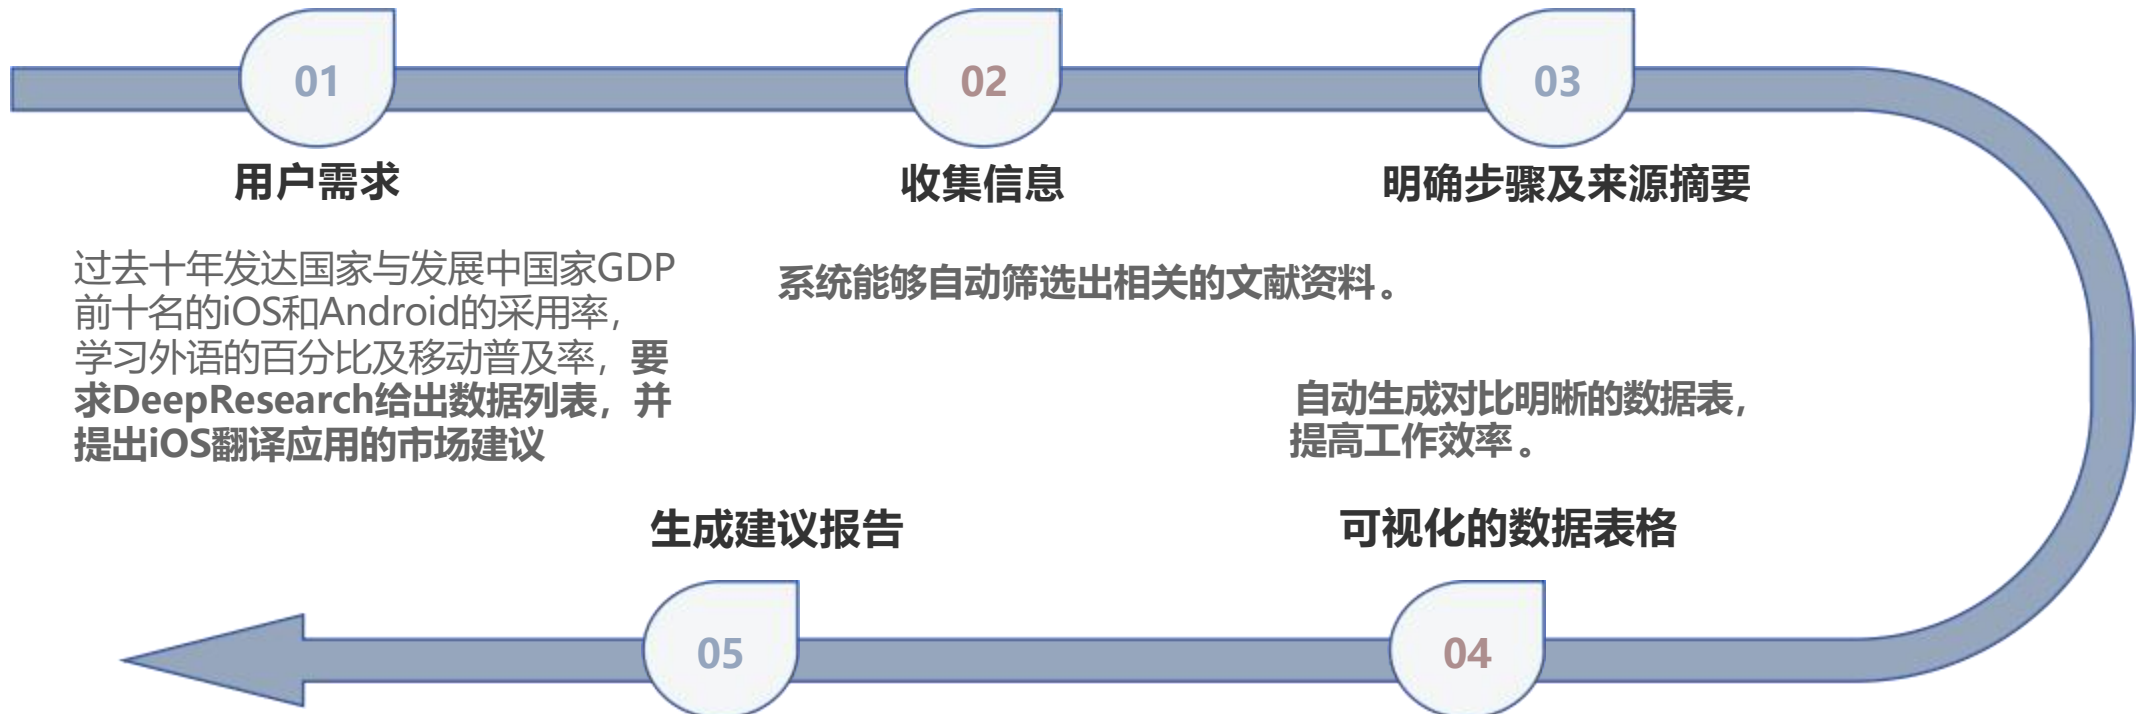 01
用户需求
过去十年发达国家与发展中国家GDP
前十名的iOS和Android的采用率，
学习外语的百分比及移动普及率，要
求DeepResearch给出数据列表，并
提出iOS翻译应用的市场建议
02
收集信息
系统能够自动筛选出相关的文献资料。
03
明确步骤及来源摘要
自动生成对比明晰的数据表，
提高工作效率。
可视化的数据表格
04
生成建议报告
05